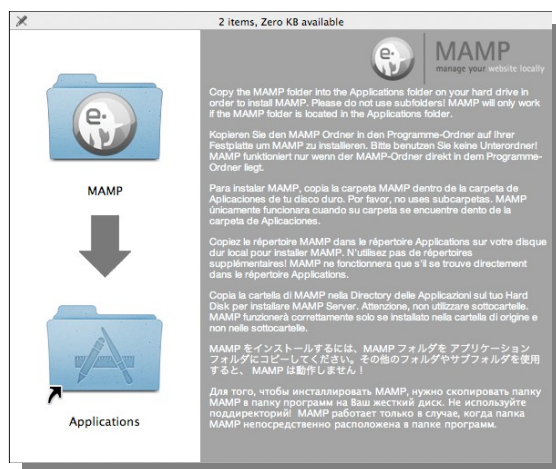 2 items, Zero KB available
MAMP
manage your website locally
Copy the MAMP folder into the Applications folder on your hard drive in
order to install MAMP. Please do not use subfolders! MAMP will only work
if the MAMP folder is located in the Applications folder.
Kopieren Sie den MAMP Ordner in den Programme-Ordner auf Ihrer
Festplatte um MAMP zu installieren. Bitte benutzen Sie keine Unterordner!
MAMP funktioniert nur wenn der MAMP-Ordner direkt in dem Programme-
Ordner liegt.
Para instalar MAMP, copia la carpeta MAMP dentro de la carpeta de
Aplicaciones de tu disco duro. Por favor, no uses subcarpetas. MAMP
únicamente funcionara cuando su carpeta se encuentre dento de la
carpeta de Aplicaciones.
Copiez le répertoire MAMP dans le répertoire Applications sur votre disque
dur local pour installer MAMP. N'utilisez pas de répertoires
supplémentaires! MAMP ne fonctionnera que s'il se trouve directement
dans le répertoire Applications.
Copia la cartella di MAMP nella Directory delle Applicazioni sul tuo Hard
Disk per installare MAMP Server. Attenzione, non utilizzare sottocartelle.
MAMP funzionerà correttamente solo se installato nella cartella di origine e
non nelle sottocartelle.
MAMP をインストールするには、MAMP フォルダを アプリケーション
フォルダにコピーしてください。その他のフォルダやサブフォルダを使用
すると、 MAMP は動作しません！
Для того, чтобы инсталлировать MAMP, нужно скопировать папку
MAMP в папку программ на Ваш жесткий диск. Не используйте
поддиректорий! MAMP работает только в случае, когда папка
MAMP непосредственно расположена в папке программ.
e·
MAMP
Applications